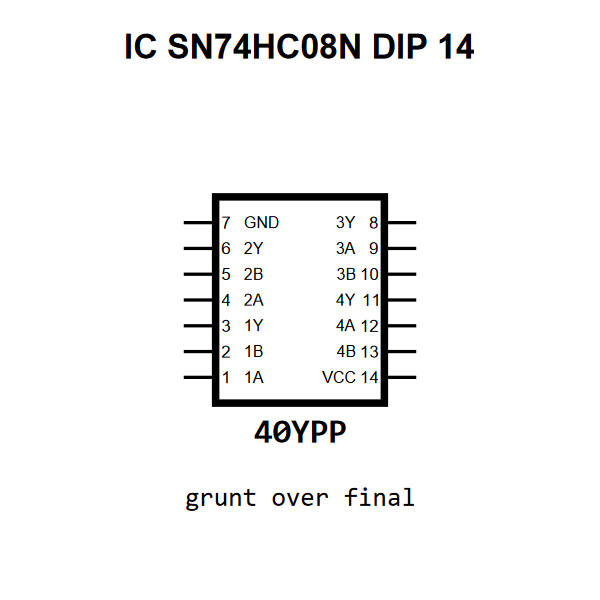 IC SN74HC08N DIP 14
7 GND 3Y 8
6 2Y 3A 9
5 2B 3B 10
4 2A 4Y 11
3 1Y 4A 12
2 1B 4B 13
1 1A VCC 14
40YPP
grunt over final